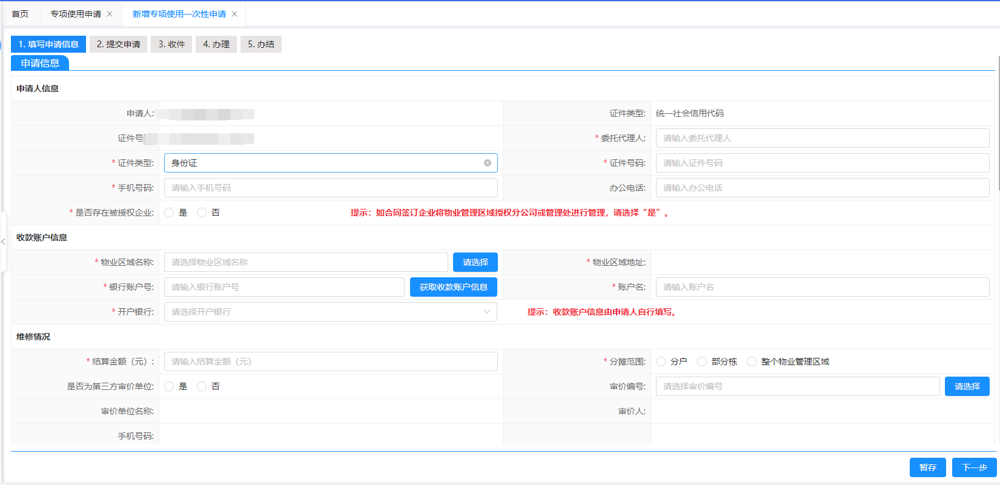 首页 专项使用申请 新增专项使用一次性申请
1. 填写申请信息 2. 提交申请 3. 收件 4. 办理 5. 办结
申请信息
申请人信息
申请人: 证件类型: 统一社会信用代码
证件号 * 委托代理人: 请输入委托代理人
* 证件类型: 身份证 * 证件号码: 请输入证件号码
* 手机号码: 请输入手机号码 办公电话: 请输入办公电话
* 是否存在被授权企业: 是 否 提示：如合同签订企业将物业管理区域授权分公司或管理处进行管理，请选择“是”。
收款账户信息
* 物业区域名称: 请选择物业区域名称 请选择 * 物业区域地址:
* 银行账户号: 请输入银行账户号 获取收款账户信息 * 账户名: 请输入账户名
* 开户银行: 请选择开户银行 提示：收款账户信息由申请人自行填写。
维修情况
* 结算金额（元）: 请输入结算金额（元） * 分摊范围: 分户 部分栋 整个物业管理区域
是否为第三方审价单位: 是 否 审价编号: 请选择审价编号 请选择
审价单位名称: 审价人:
手机号码:
暂存 下一步